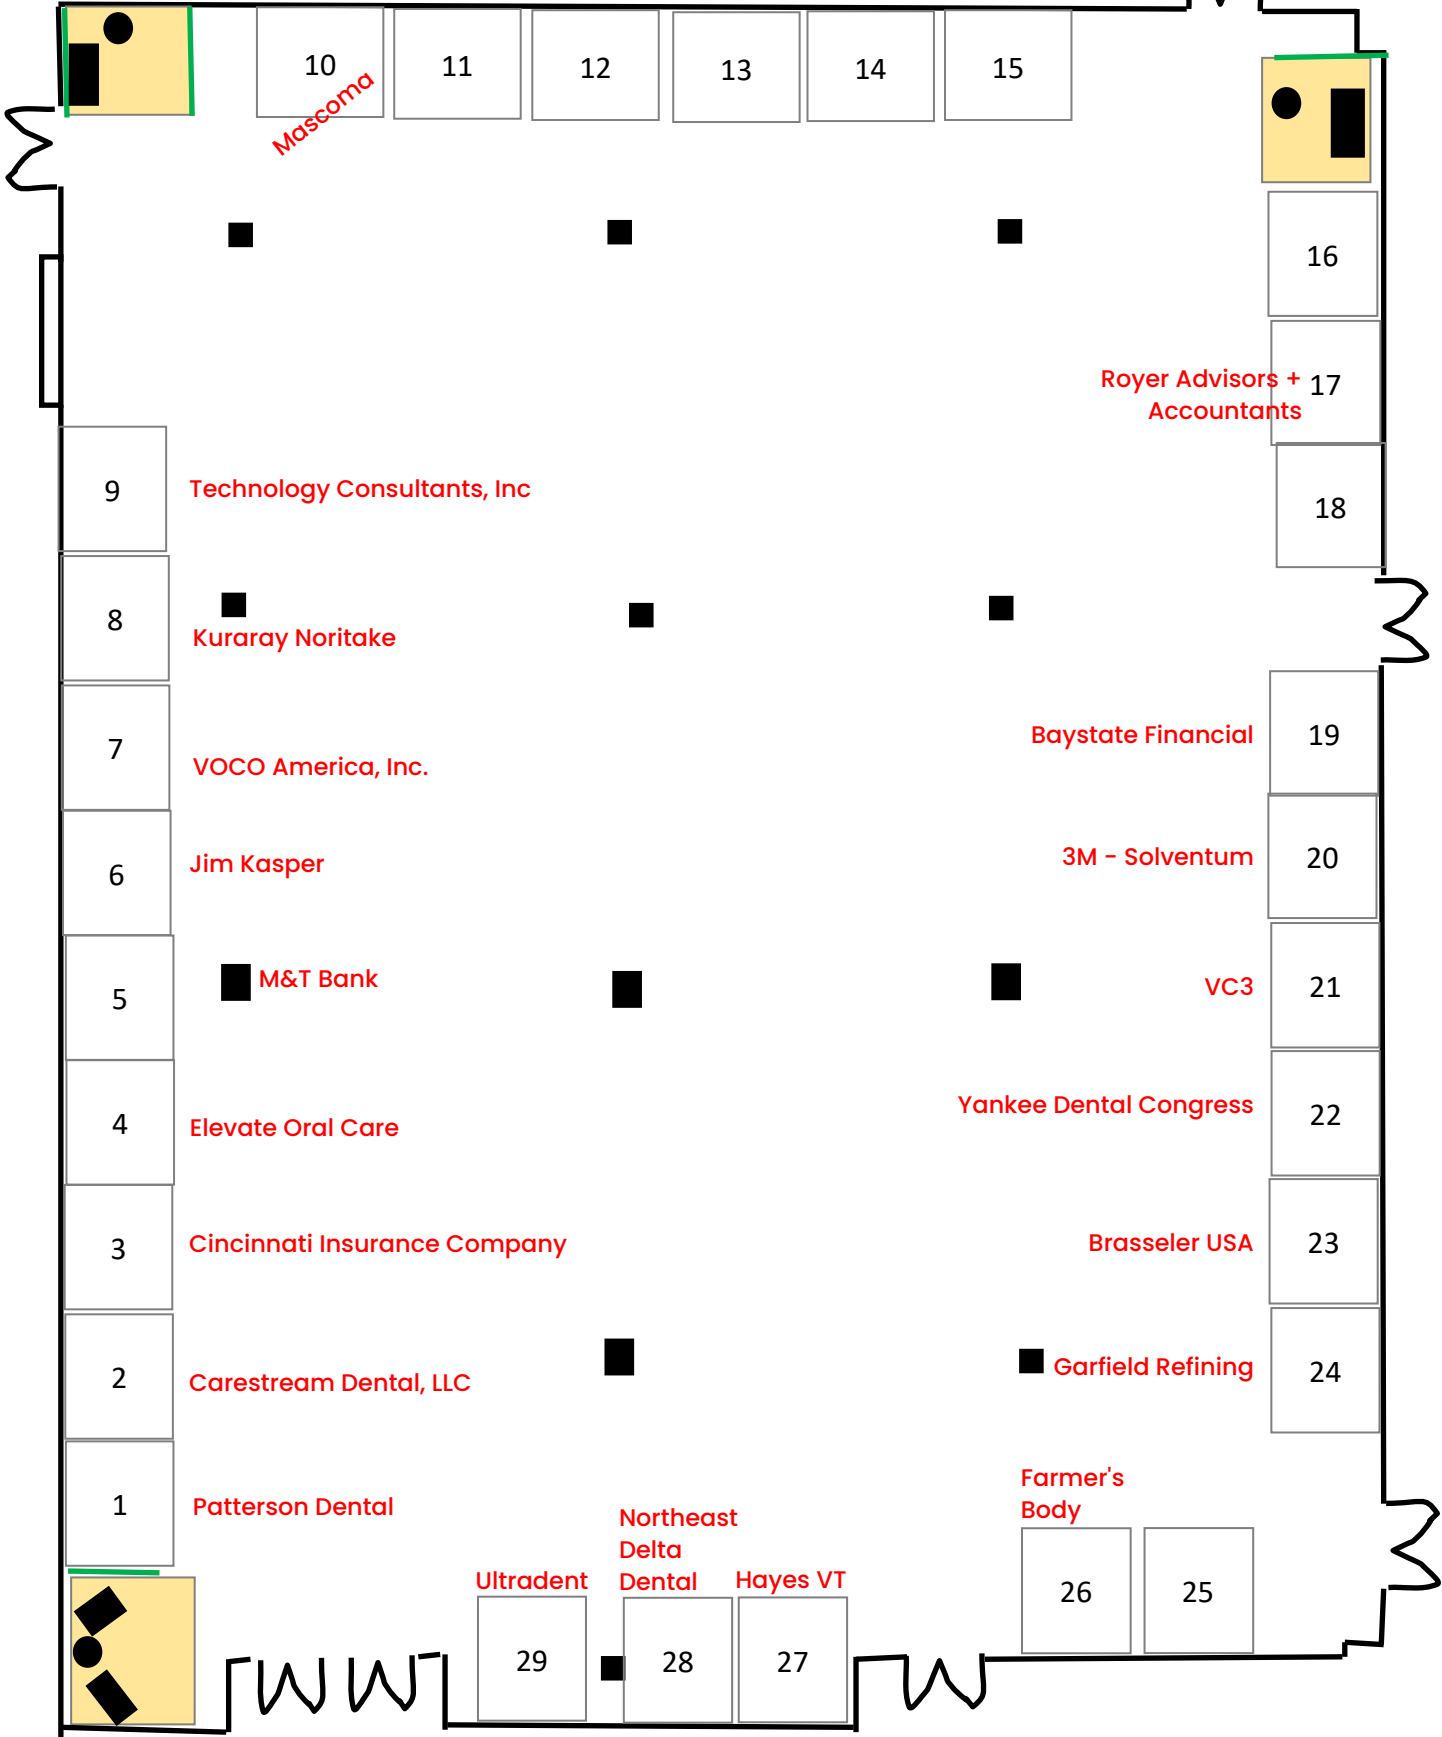 10
11
12
13
14
15
Mascoma
16
Royer Advisors +
Accountants
17
9
Technology Consultants, Inc
18
8
Kuraray Noritake
7
VOCO America, Inc.
Baystate Financial
19
6
Jim Kasper
3M - Solventum
20
5
M&T Bank
VC3
21
4
Elevate Oral Care
Yankee Dental Congress
22
3
Cincinnati Insurance Company
Brasseler USA
23
2
Carestream Dental, LLC
Garfield Refining
24
1
Patterson Dental
Farmer's
Body
26
25
Ultradent
Northeast
Delta
Dental
Hayes VT
29
28
27